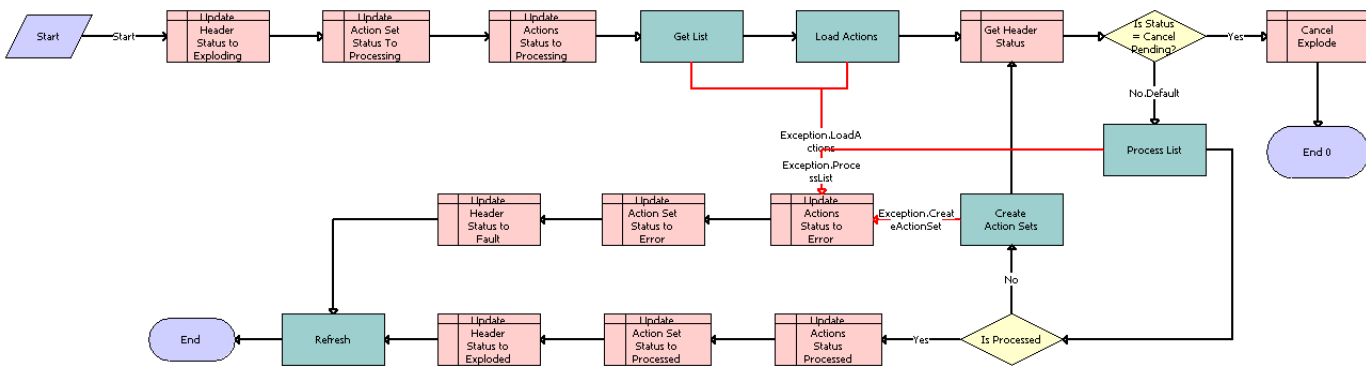 Start
Start
Update
Header
Status to
Exploding
Update
Action Set
Status To
Processing
Update
Actions
Status to
Processing
Get List
Load Actions
Get Header
Status
Is Status
= Cancel
Pending?
Yes
Cancel
Explode
No.Default
Exception.LoadA
ctions
Process List
End 0
Exception.Proce
ssList
Update
Header
Status to
Fault
Update
Action Set
Status to
Error
Update
Actions
Status to
Error
Exception.Creat
eActionSet
Create
Action Sets
No
End
Refresh
Update
Header
Status to
Exploded
Update
Action Set
Status to
Processed
Update
Actions
Status
Processed
Yes
Is Processed